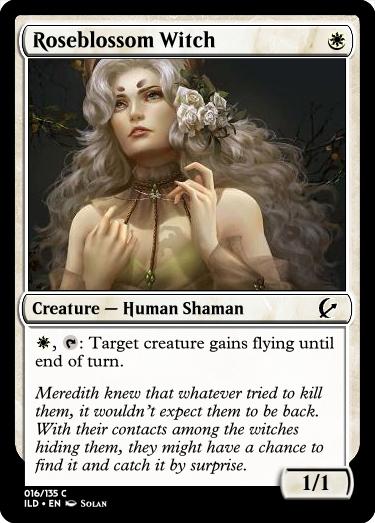 Roseblossom Witch
Creature — Human Shaman
: Target creature gains flying until
end of turn.
Meredith knew that whatever tried to kill
them, it wouldn't expect them to be back.
With their contacts among the witches
hiding them, they might have a chance to
find it and catch it by surprise.
1/1
016/135 C
ILD • EN Solan